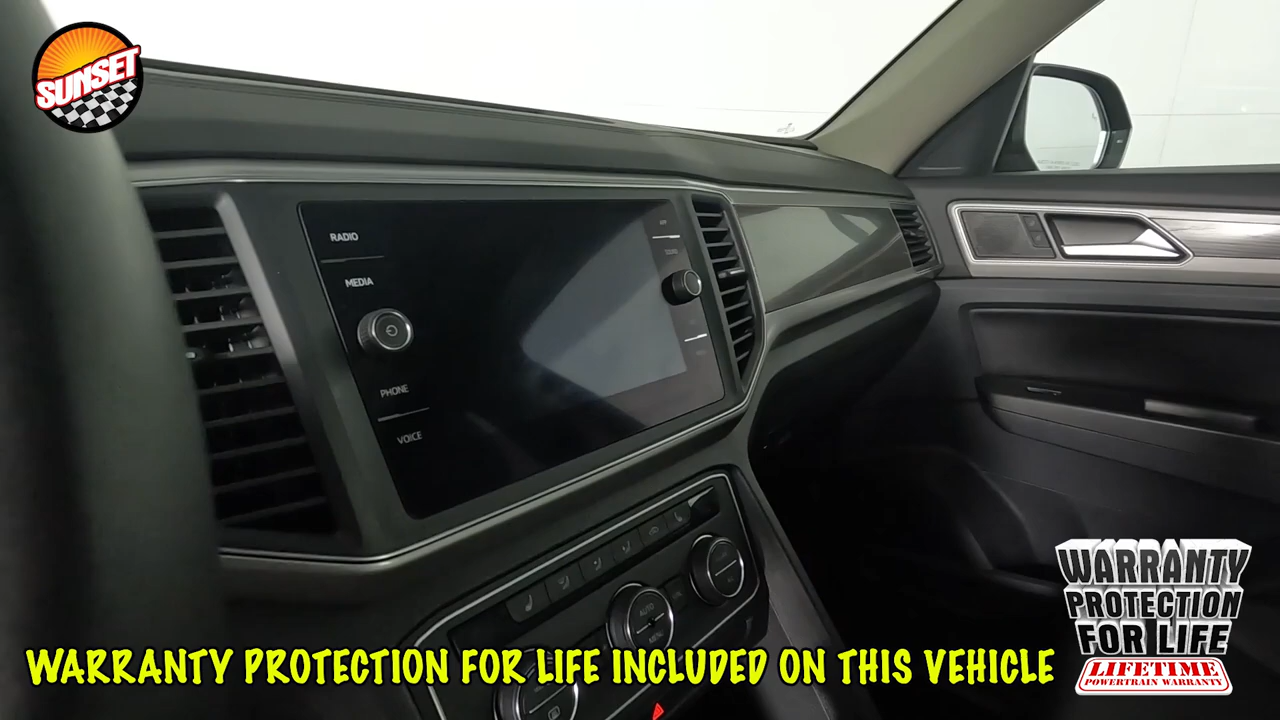 SUNSET
RADIO
MEDIA
PHONE
VOICE
AUTO
MENU
WARRANTY PROTECTION FOR LIFE INCLUDED ON THIS VEHICLE
WARRANTY
PROTECTION
FOR LIFE
LIFETIME
POWERTRAIN WARRANTY